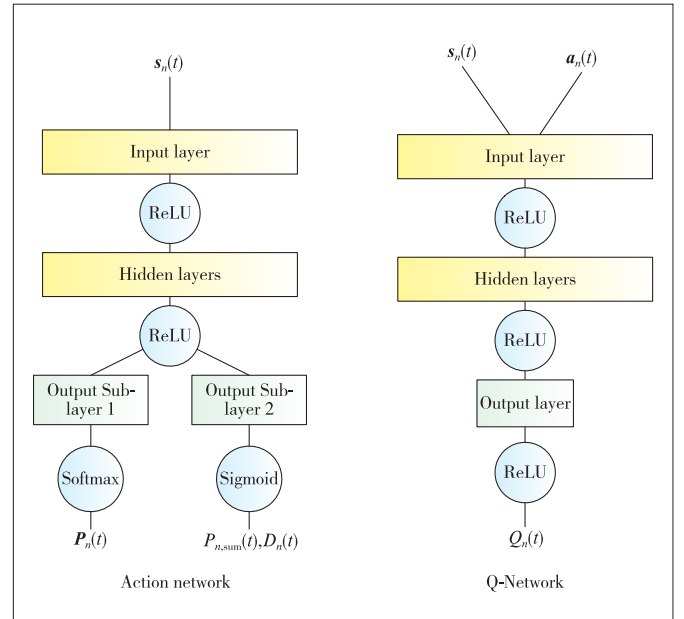 s_n(t)
Input layer
ReLU
Hidden layers
ReLU
Output Sub-
layer 1
Output Sub-
layer 2
Softmax
Sigmoid
P_n(t)
P_{n,sum}(t),D_n(t)
Action network
s_n(t)
a_n(t)
Input layer
ReLU
Hidden layers
ReLU
Output layer
ReLU
Q_n(t)
Q-Network